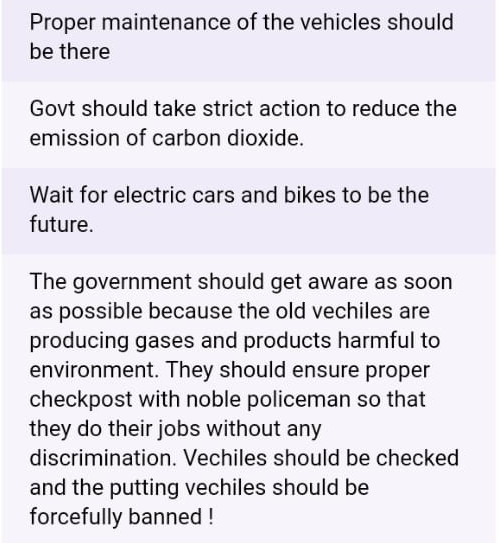 Proper maintenance of the vehicles should
be there
Govt should take strict action to reduce the
emission of carbon dioxide.
Wait for electric cars and bikes to be the
future.
The government should get aware as soon
as possible because the old vechiles are
producing gases and products harmful to
environment. They should ensure proper
checkpost with noble policeman so that
they do their jobs without any
discrimination. Vechiles should be checked
and the putting vechiles should be
forcefully banned !